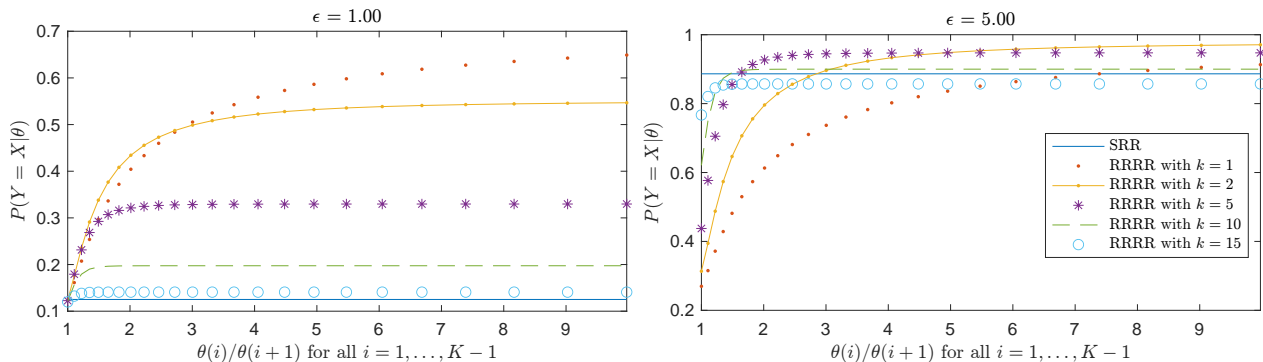 ϵ = 1.00
0.7
0.6
0.5
0.4
0.3
0.2
0.1
P(Y = X|θ)
1 2 3 4 5 6 7 8 9
θ(i)/θ(i + 1) for all i = 1, . . . , K − 1
ϵ = 5.00
1
0.8
0.6
0.4
0.2
P(Y = X|θ)
1 2 3 4 5 6 7 8 9
θ(i)/θ(i + 1) for all i = 1, . . . , K − 1
SRR
RRRR with k = 1
RRRR with k = 2
RRRR with k = 5
RRRR with k = 10
RRRR with k = 15